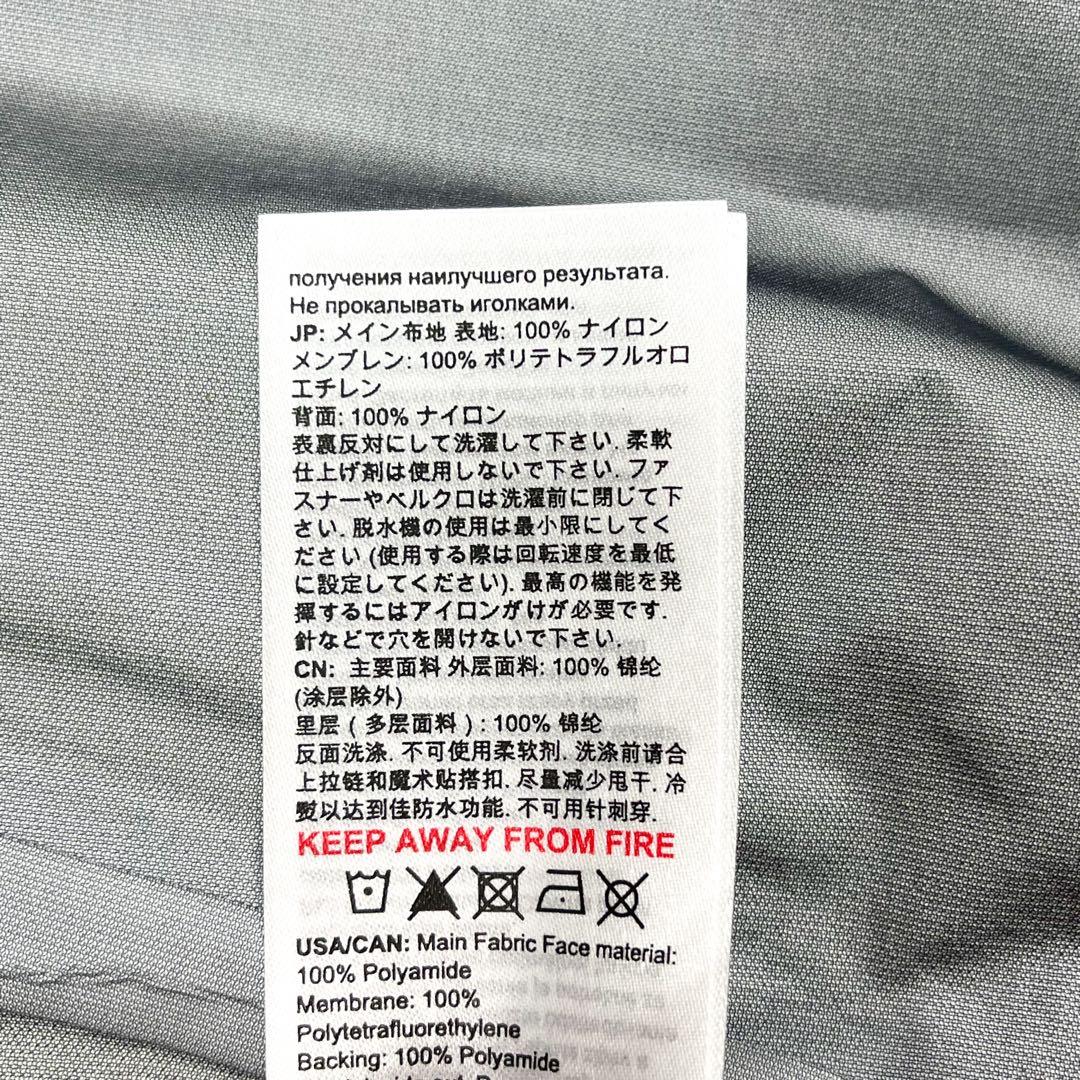 получения наилучшего результата.
Не прокалывать иголками.
JP: メイン布地 表地: 100% ナイロン
メンブレン: 100% ポリテトラフルオロ
エチレン
背面: 100% ナイロン
表裏反対にして洗濯して下さい. 柔軟
仕上げ剤は使用しないで下さい. ファ
スナーやベルクロは洗濯前に閉じて下
さい. 脱水機の使用は最小限にしてく
ださい (使用する際は回転速度を最低
に設定してください). 最高の機能を発
揮するにはアイロンがけが必要です.
針などで穴を開けないで下さい.
CN: 主要面料 外层面料: 100% 锦纶
(涂层除外)
里层 ( 多层面料 ) : 100% 锦纶
反面洗涤. 不可使用柔软剂. 洗涤前请合
上拉链和魔术贴搭扣. 尽量减少甩干. 冷
熨以达到佳防水功能. 不可用针刺穿.
KEEP AWAY FROM FIRE
USA/CAN: Main Fabric Face material:
100% Polyamide
Membrane: 100%
Polytetrafluorethylene
Backing: 100% Polyamide